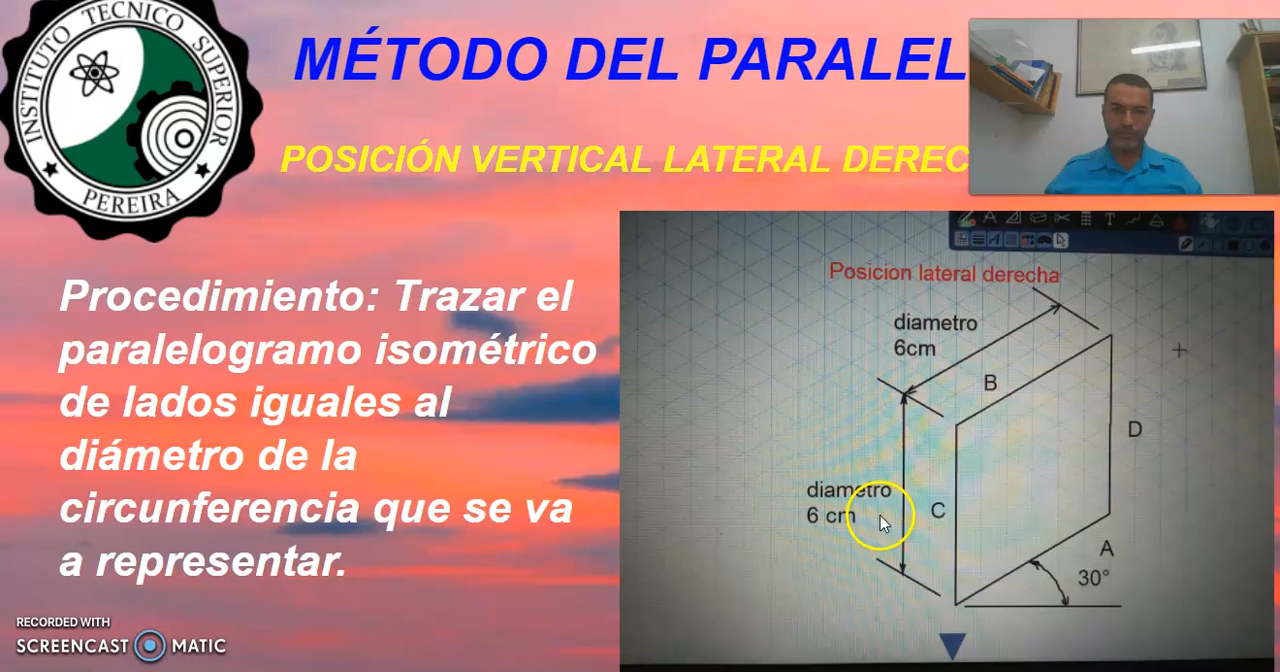 INSTITUTO TECNICO SUPERIOR
PEREIRA
MÉTODO DEL PARALEL
POSICIÓN VERTICAL LATERAL DEREC
Procedimiento: Trazar el
paralelogramo isométrico
de lados iguales al
diámetro de la
circunferencia que se va
a representar.
Posicion lateral derecha
diametro
6cm
B
D
diametro
6 cm
C
A
30°
RECORDED WITH
SCREENCAST MATIC